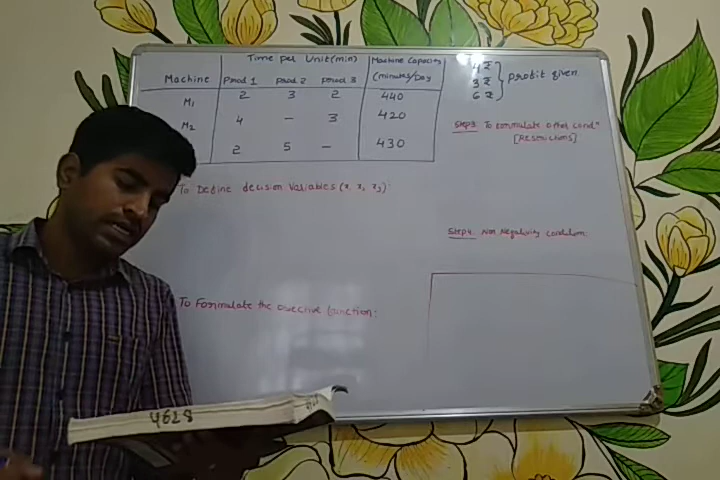 Time per Unit(min)
Machine Capacity
Machine Prod 1 Prod 2 Prod 3 (minutes/Day
M1 2 3 2 440
M2 4 - 3 420
2 5 - 430
4 ₹
3 ₹
6 ₹
profit given
Step3: To formulate other condn
[RESTRICTIONS]
To Define decision Variables (x, x, x3):
Step4 Non Negativity condition
To Formulate the function:
4628